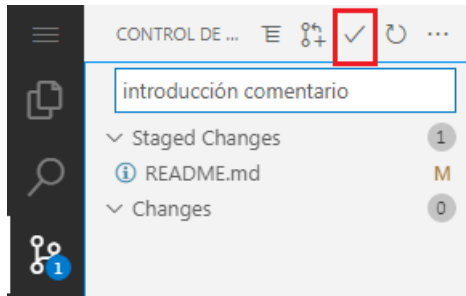 CONTROL DE ...
introducción comentario
Staged Changes 1
README.md M
Changes 0
1